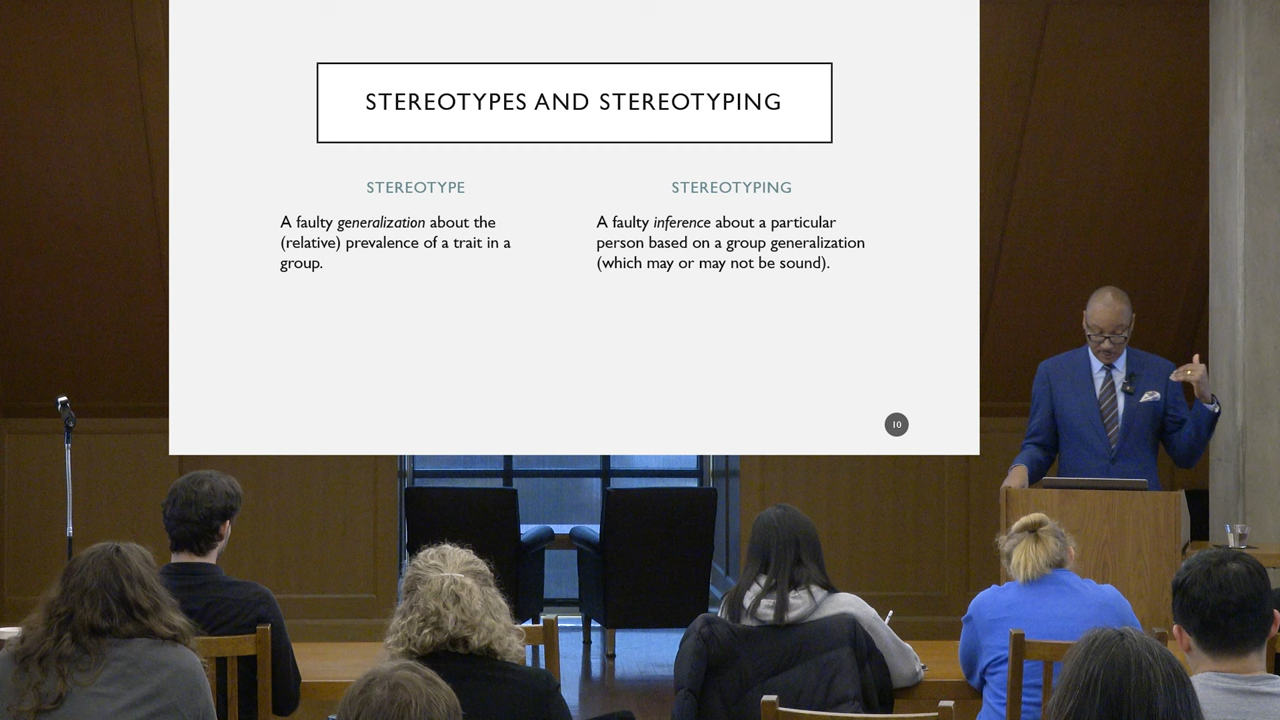 STEREOTYPES AND STEREOTYPING
STEREOTYPE
A faulty generalization about the
(relative) prevalence of a trait in a
group.
STEREOTYPING
A faulty inference about a particular
person based on a group generalization
(which may or may not be sound).
10